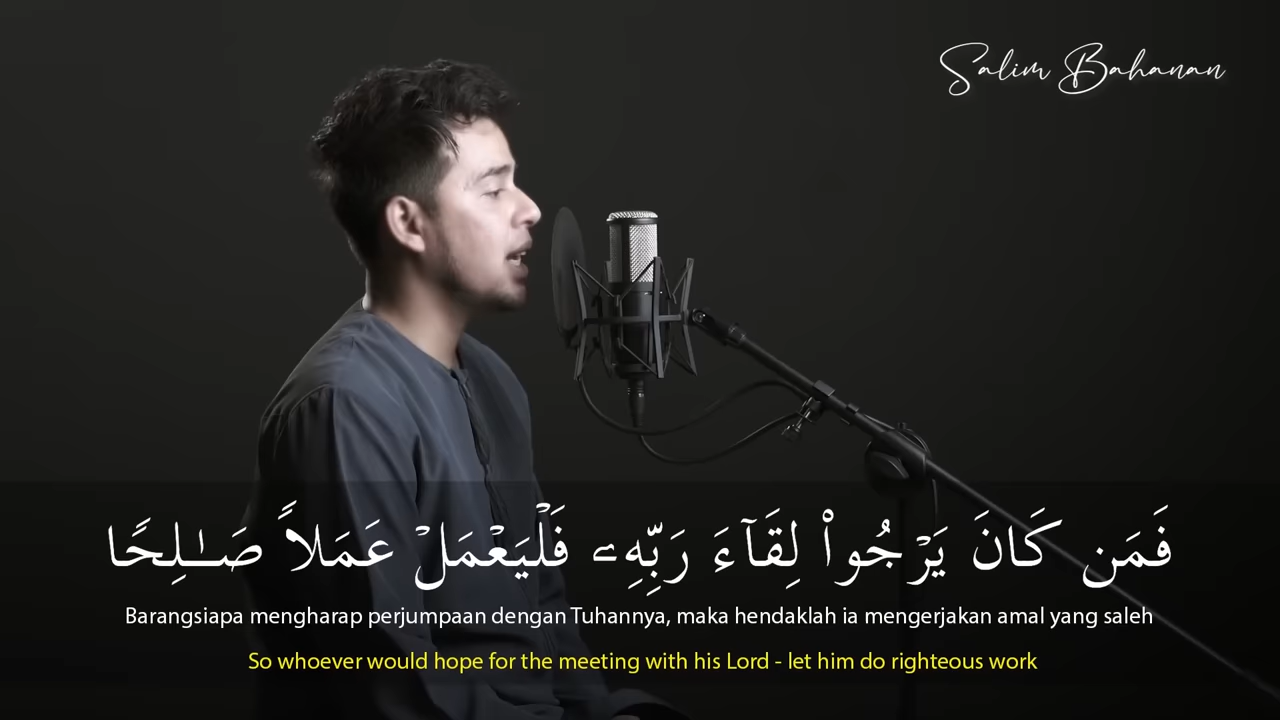 Salim Bahanan
فَمَن كَانَ يَرْجُوا۟ لِقَآءَ رَبِّهِۦ فَلْيَعْمَلْ عَمَلاً صَـٰلِحًا
Barangsiapa mengharap perjumpaan dengan Tuhannya, maka hendaklah ia mengerjakan amal yang saleh
So whoever would hope for the meeting with his Lord - let him do righteous work